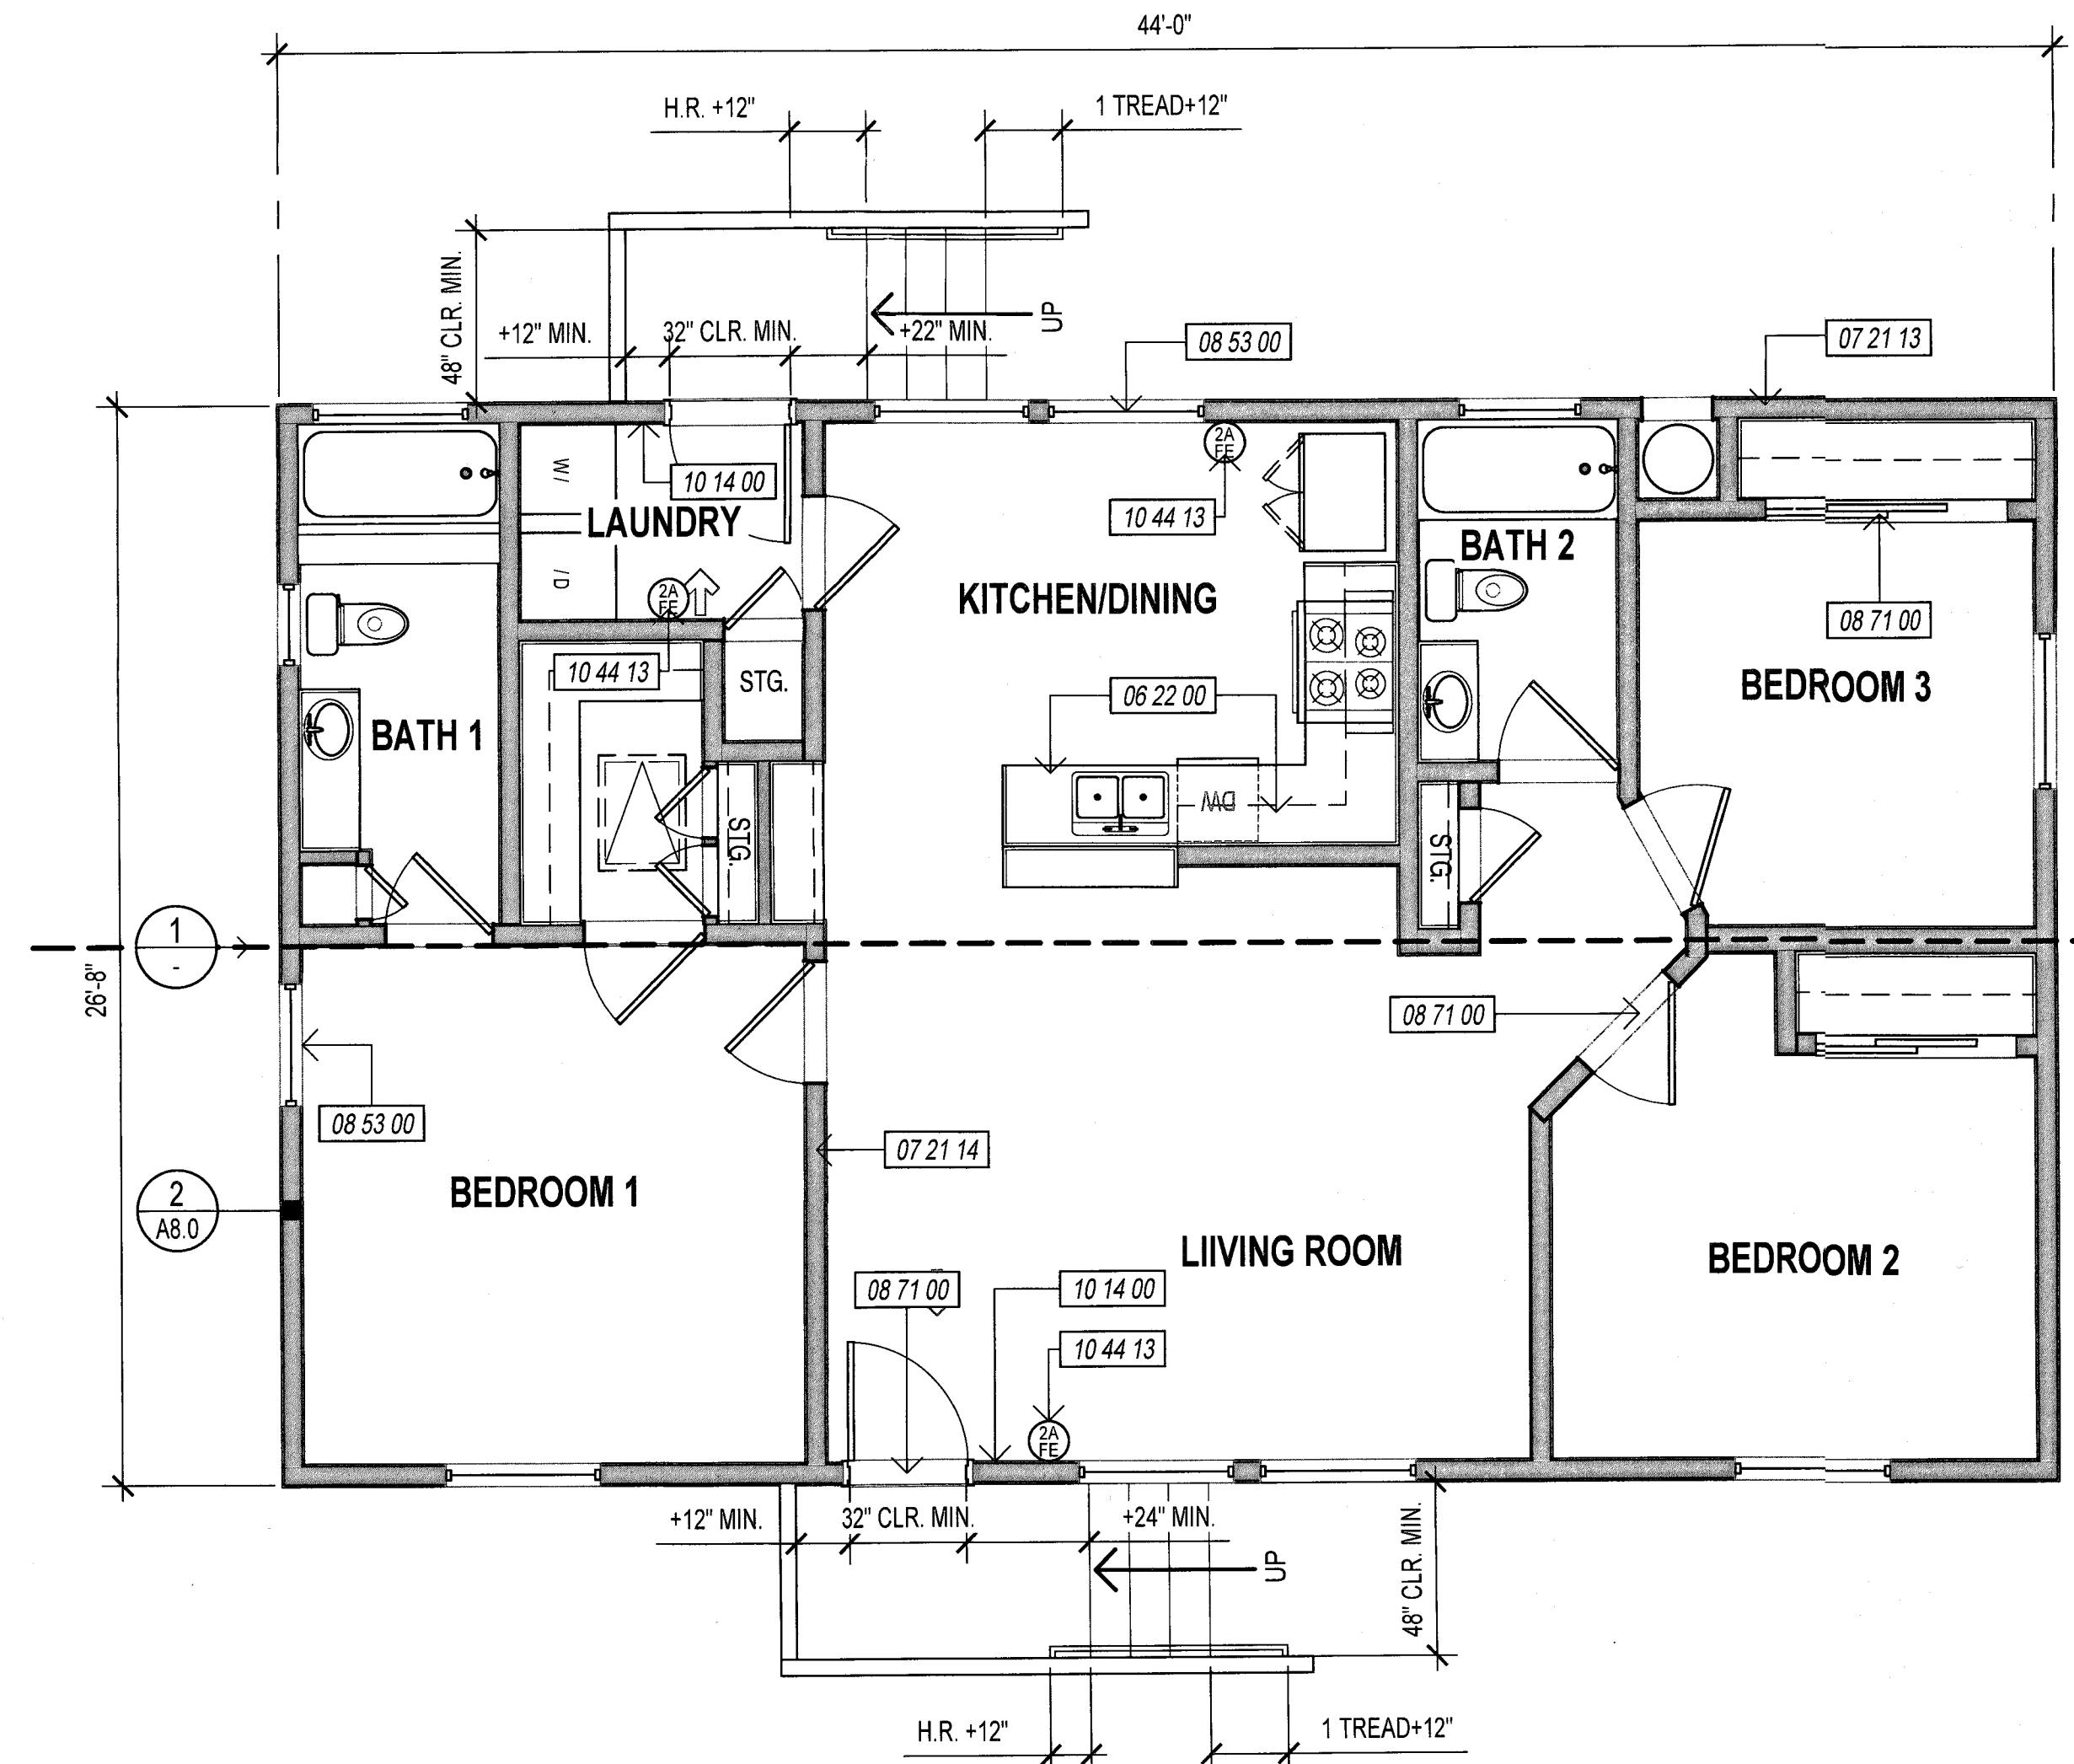 44'-0"
H.R. +12"
1 TREAD+12"
48" CLR. MIN.
+12" MIN.
32" CLR. MIN.
+22" MIN.
UP
08 53 00
07 21 13
2A
FE
10 14 00
10 44 13
W/
LAUNDRY
/D
2A
FE
10 44 13
STG.
KITCHEN/DINING
BATH 2
08 71 00
BEDROOM 3
06 22 00
BATH 1
DW
STG.
STG.
1
-
26'-8"
08 71 00
08 53 00
07 21 14
BEDROOM 1
2
A8.0
LIIVING ROOM
BEDROOM 2
08 71 00
10 14 00
10 44 13
2A
FE
+12" MIN.
32" CLR. MIN.
+24" MIN.
UP
48" CLR. MIN.
H.R. +12"
1 TREAD+12"